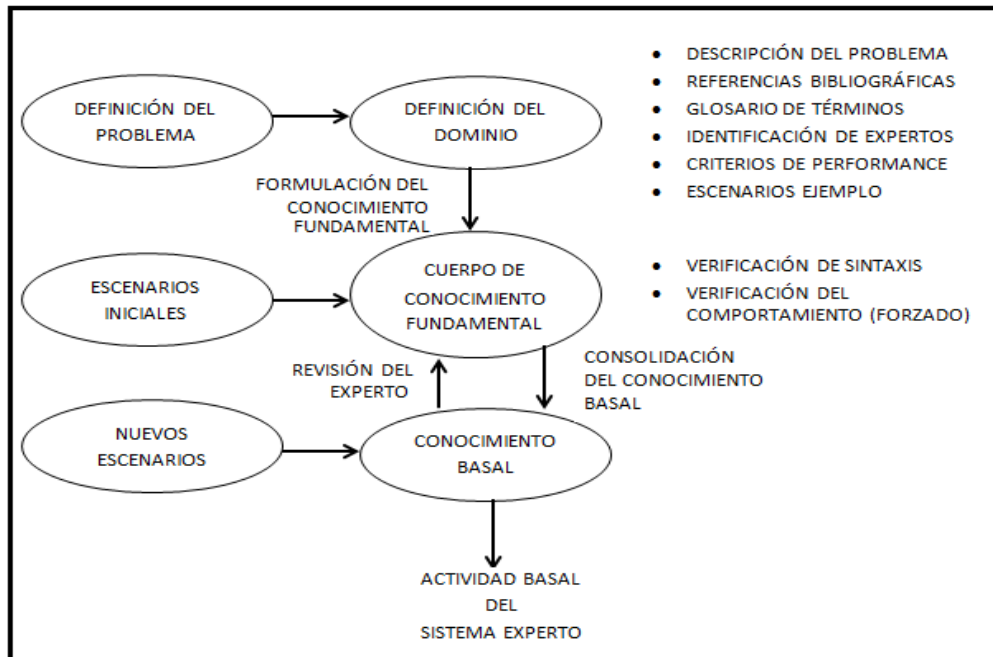 DEFINICIÓN DEL
PROBLEMA
DEFINICIÓN DEL
DOMINIO
• DESCRIPCIÓN DEL PROBLEMA
• REFERENCIAS BIBLIOGRÁFICAS
• GLOSARIO DE TÉRMINOS
• IDENTIFICACIÓN DE EXPERTOS
• CRITERIOS DE PERFORMANCE
• ESCENARIOS EJEMPLO
FORMULACIÓN DEL
CONOCIMIENTO
FUNDAMENTAL
ESCENARIOS
INICIALES
CUERPO DE
CONOCIMIENTO
FUNDAMENTAL
• VERIFICACIÓN DE SINTAXIS
• VERIFICACIÓN DEL
COMPORTAMIENTO (FORZADO)
REVISIÓN DEL
EXPERTO
CONSOLIDACIÓN
DEL CONOCIMIENTO
BASAL
NUEVOS
ESCENARIOS
CONOCIMIENTO
BASAL
ACTIVIDAD BASAL
DEL
SISTEMA EXPERTO